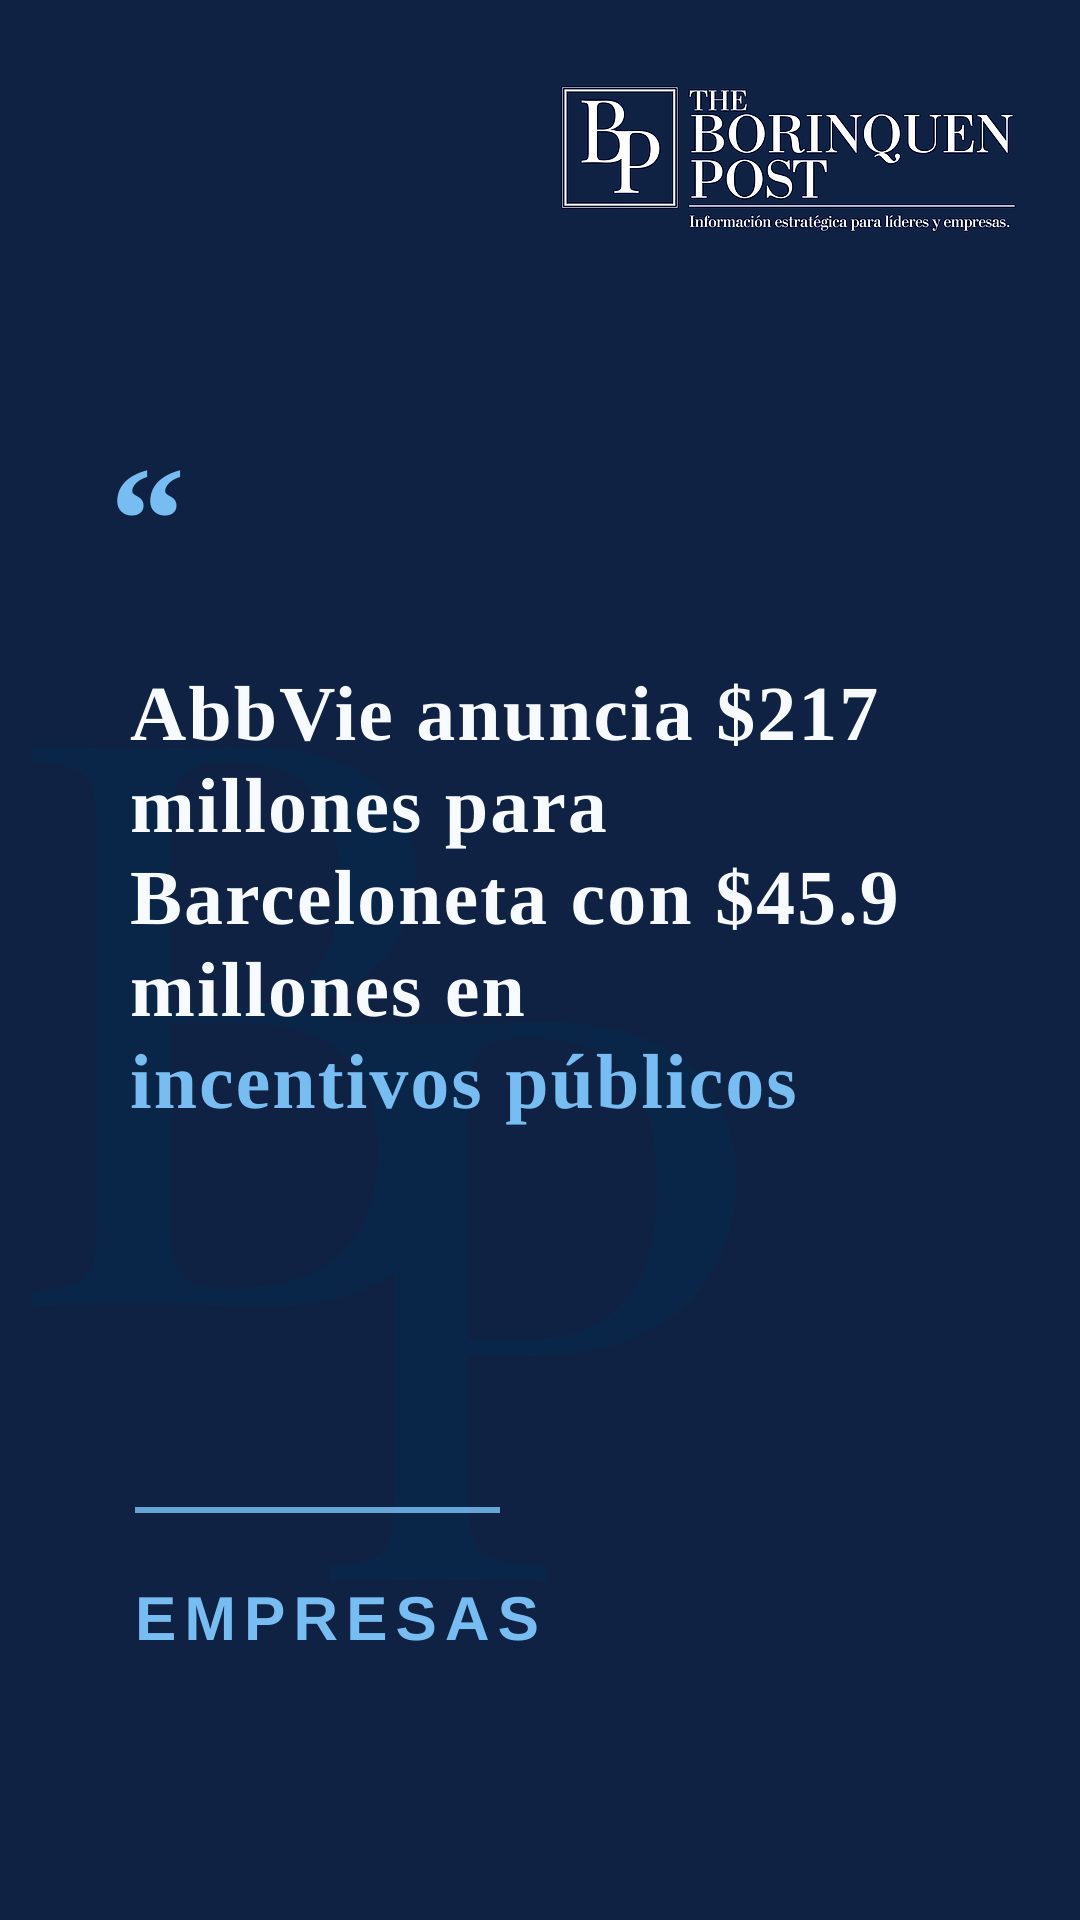 BP
THE
BORINQUEN
POST
Información estratégica para líderes y empresas.
“
AbbVie anuncia $217
millones para
Barceloneta con $45.9
millones en
incentivos públicos
EMPRESAS